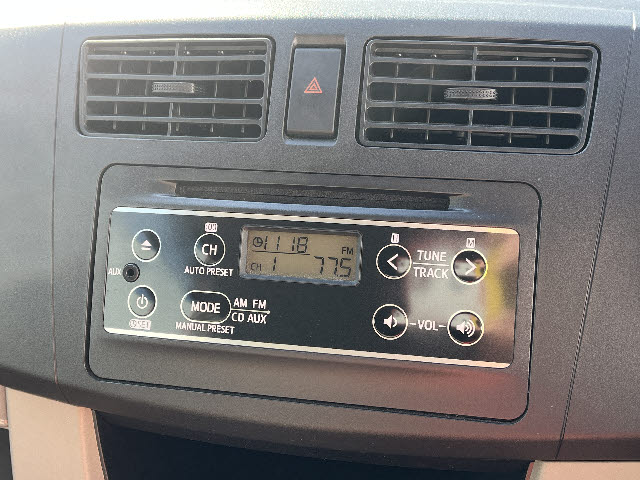 CH
AUTO PRESET
AUX
MODE
AM FM
CD AUX
MANUAL PRESET
11:18
FM
CH 1 77.5
H
TUNE
TRACK
M
VOL